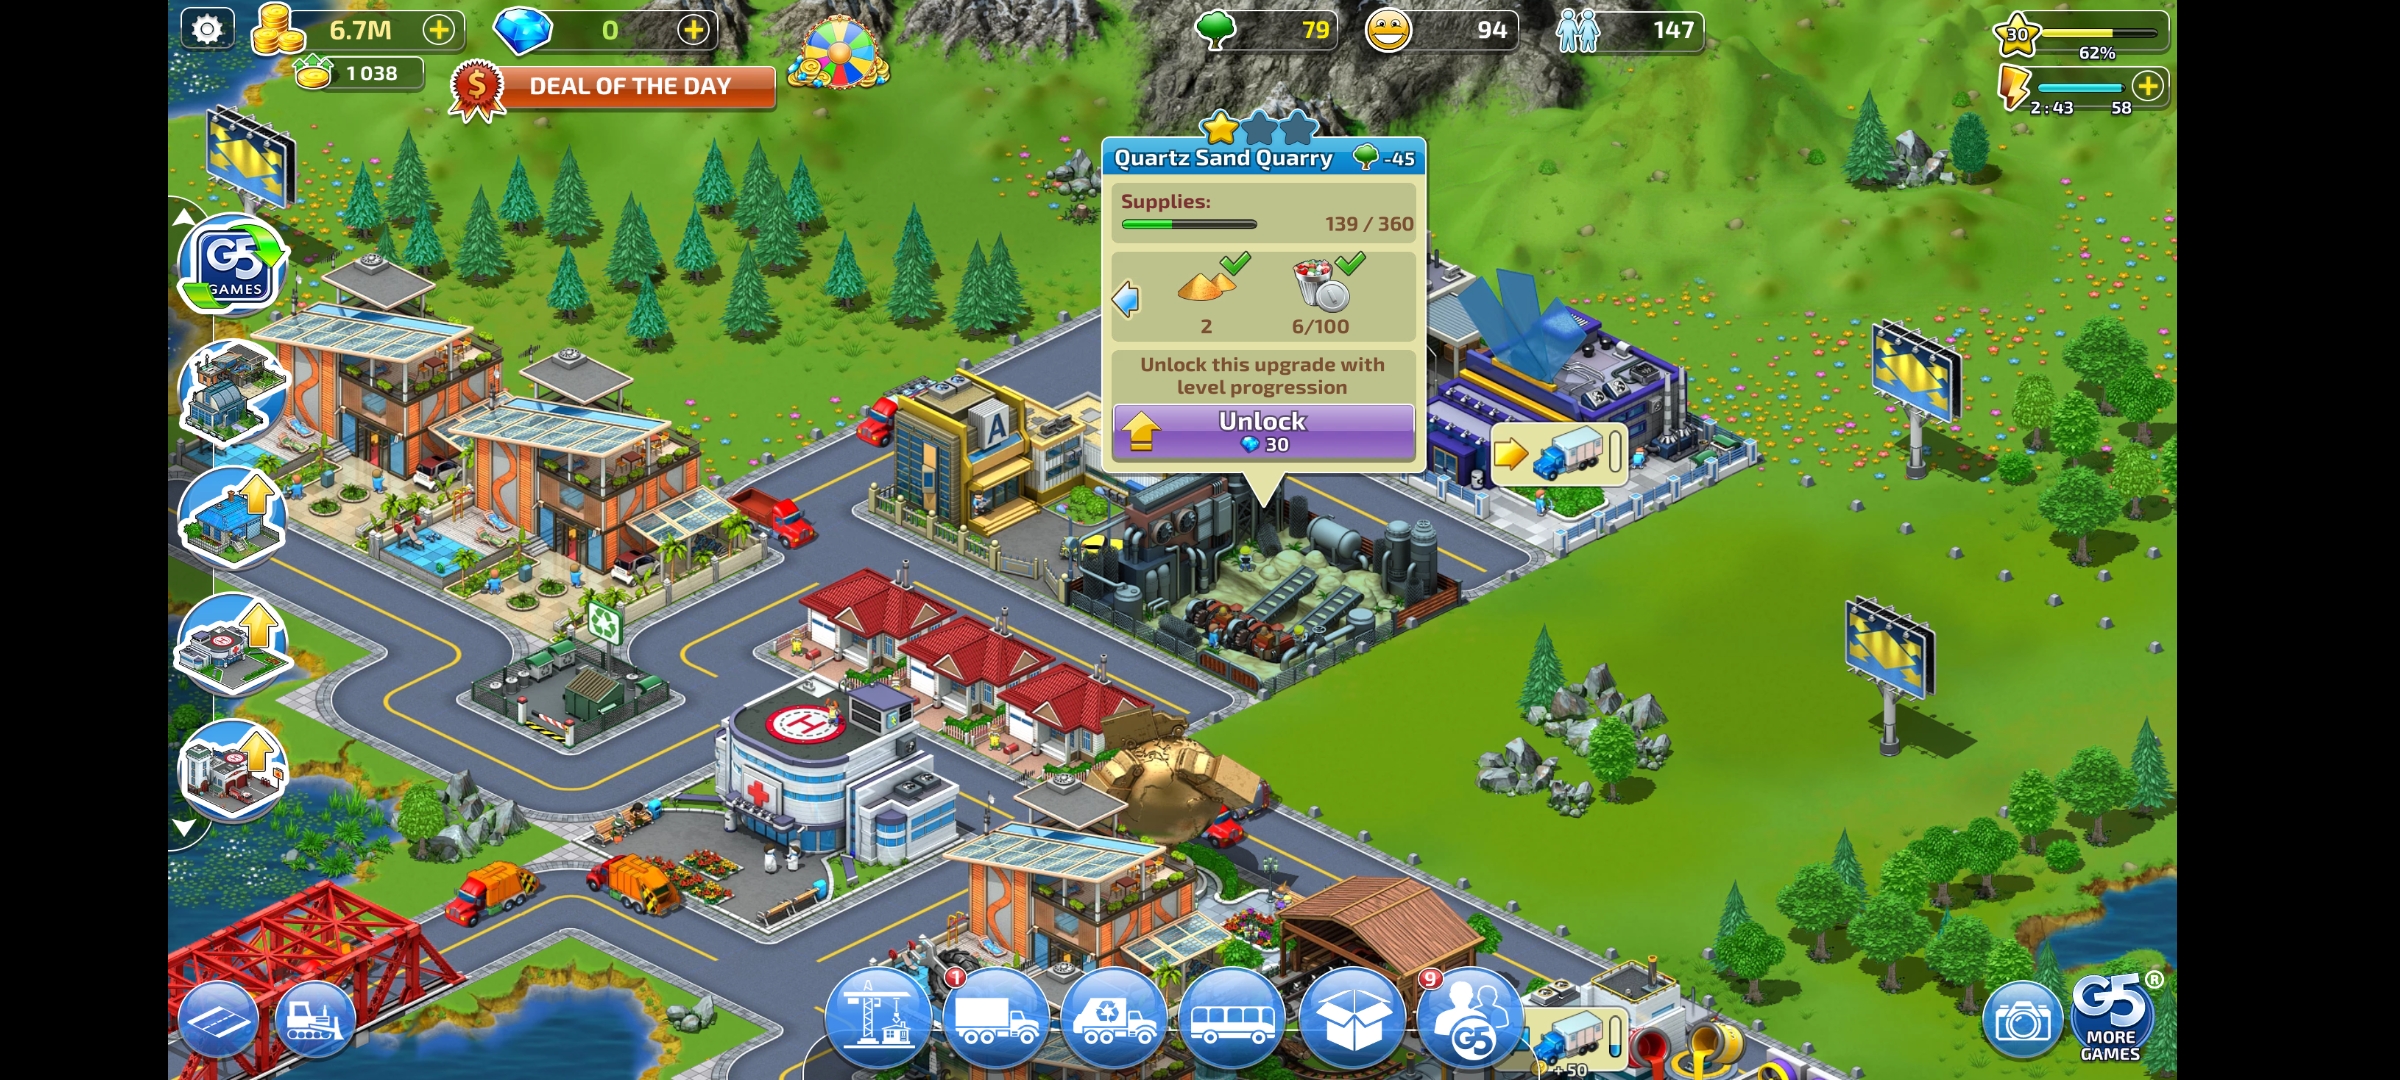 6.7M
0
1 038
DEAL OF THE DAY
79
94
147
30
62%
2:43
58
Quartz Sand Quarry -45
Supplies:
139 / 360
2
6/100
Unlock this upgrade with
level progression
Unlock
30
G5
GAMES
A
H
H
1
9
G5
+50
G5®
MORE
GAMES